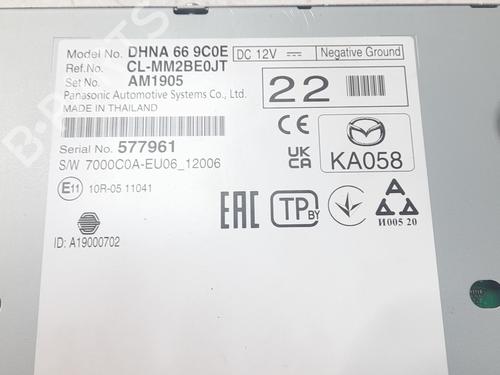 Model No. DHNA 66 9C0E
DC 12V
Negative Ground
Ref.No. CL-MM2BE0JT
Set No. AM1905
Panasonic Automotive Systems Co., Ltd.
MADE IN THAILAND
22
Serial No. 577961
S/W 7000C0A-EU06_12006
CE
UK
CA
KA058
E11 10R-05 11041
EAC
TP BY
И005 20
ID: A19000702
B-PARTS